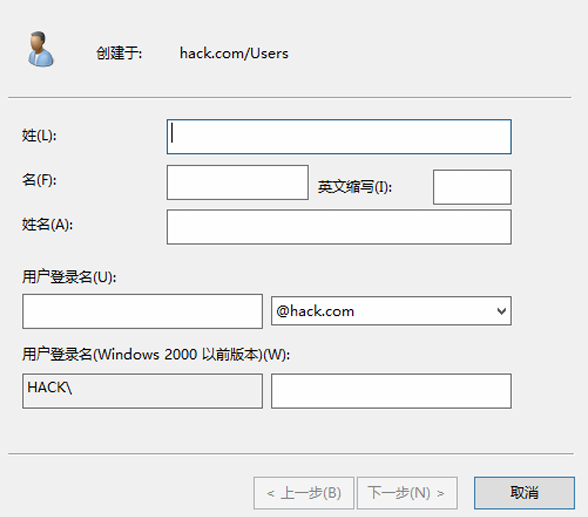 创建于: hack.com/Users
姓(L):
名(F): 英文缩写(I):
姓名(A):
用户登录名(U):
@hack.com
用户登录名(Windows 2000 以前版本)(W):
HACK\
< 上一步(B) 下一步(N) > 取消